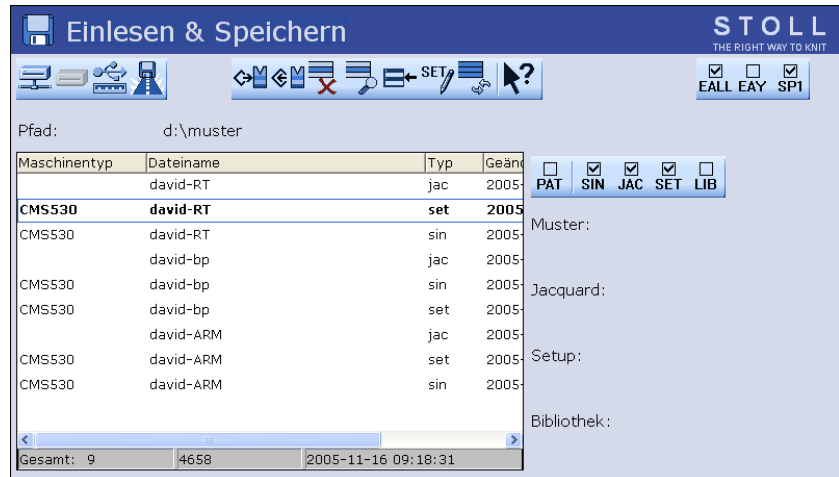 Einlesen & Speichern
STOLL
THE RIGHT WAY TO KNIT
SET
?
EALL EAY SP1
Pfad: d:\muster
Maschinentyp Dateiname Typ Geänd
david-RT jac 2005-
CMS530 david-RT set 2005
CMS530 david-RT sin 2005-
david-bp jac 2005-
CMS530 david-bp sin 2005-
CMS530 david-bp set 2005-
david-ARM jac 2005-
CMS530 david-ARM set 2005-
CMS530 david-ARM sin 2005-
Gesamt: 9 4658 2005-11-16 09:18:31
PAT SIN JAC SET LIB
Muster:
Jacquard:
Setup:
Bibliothek: